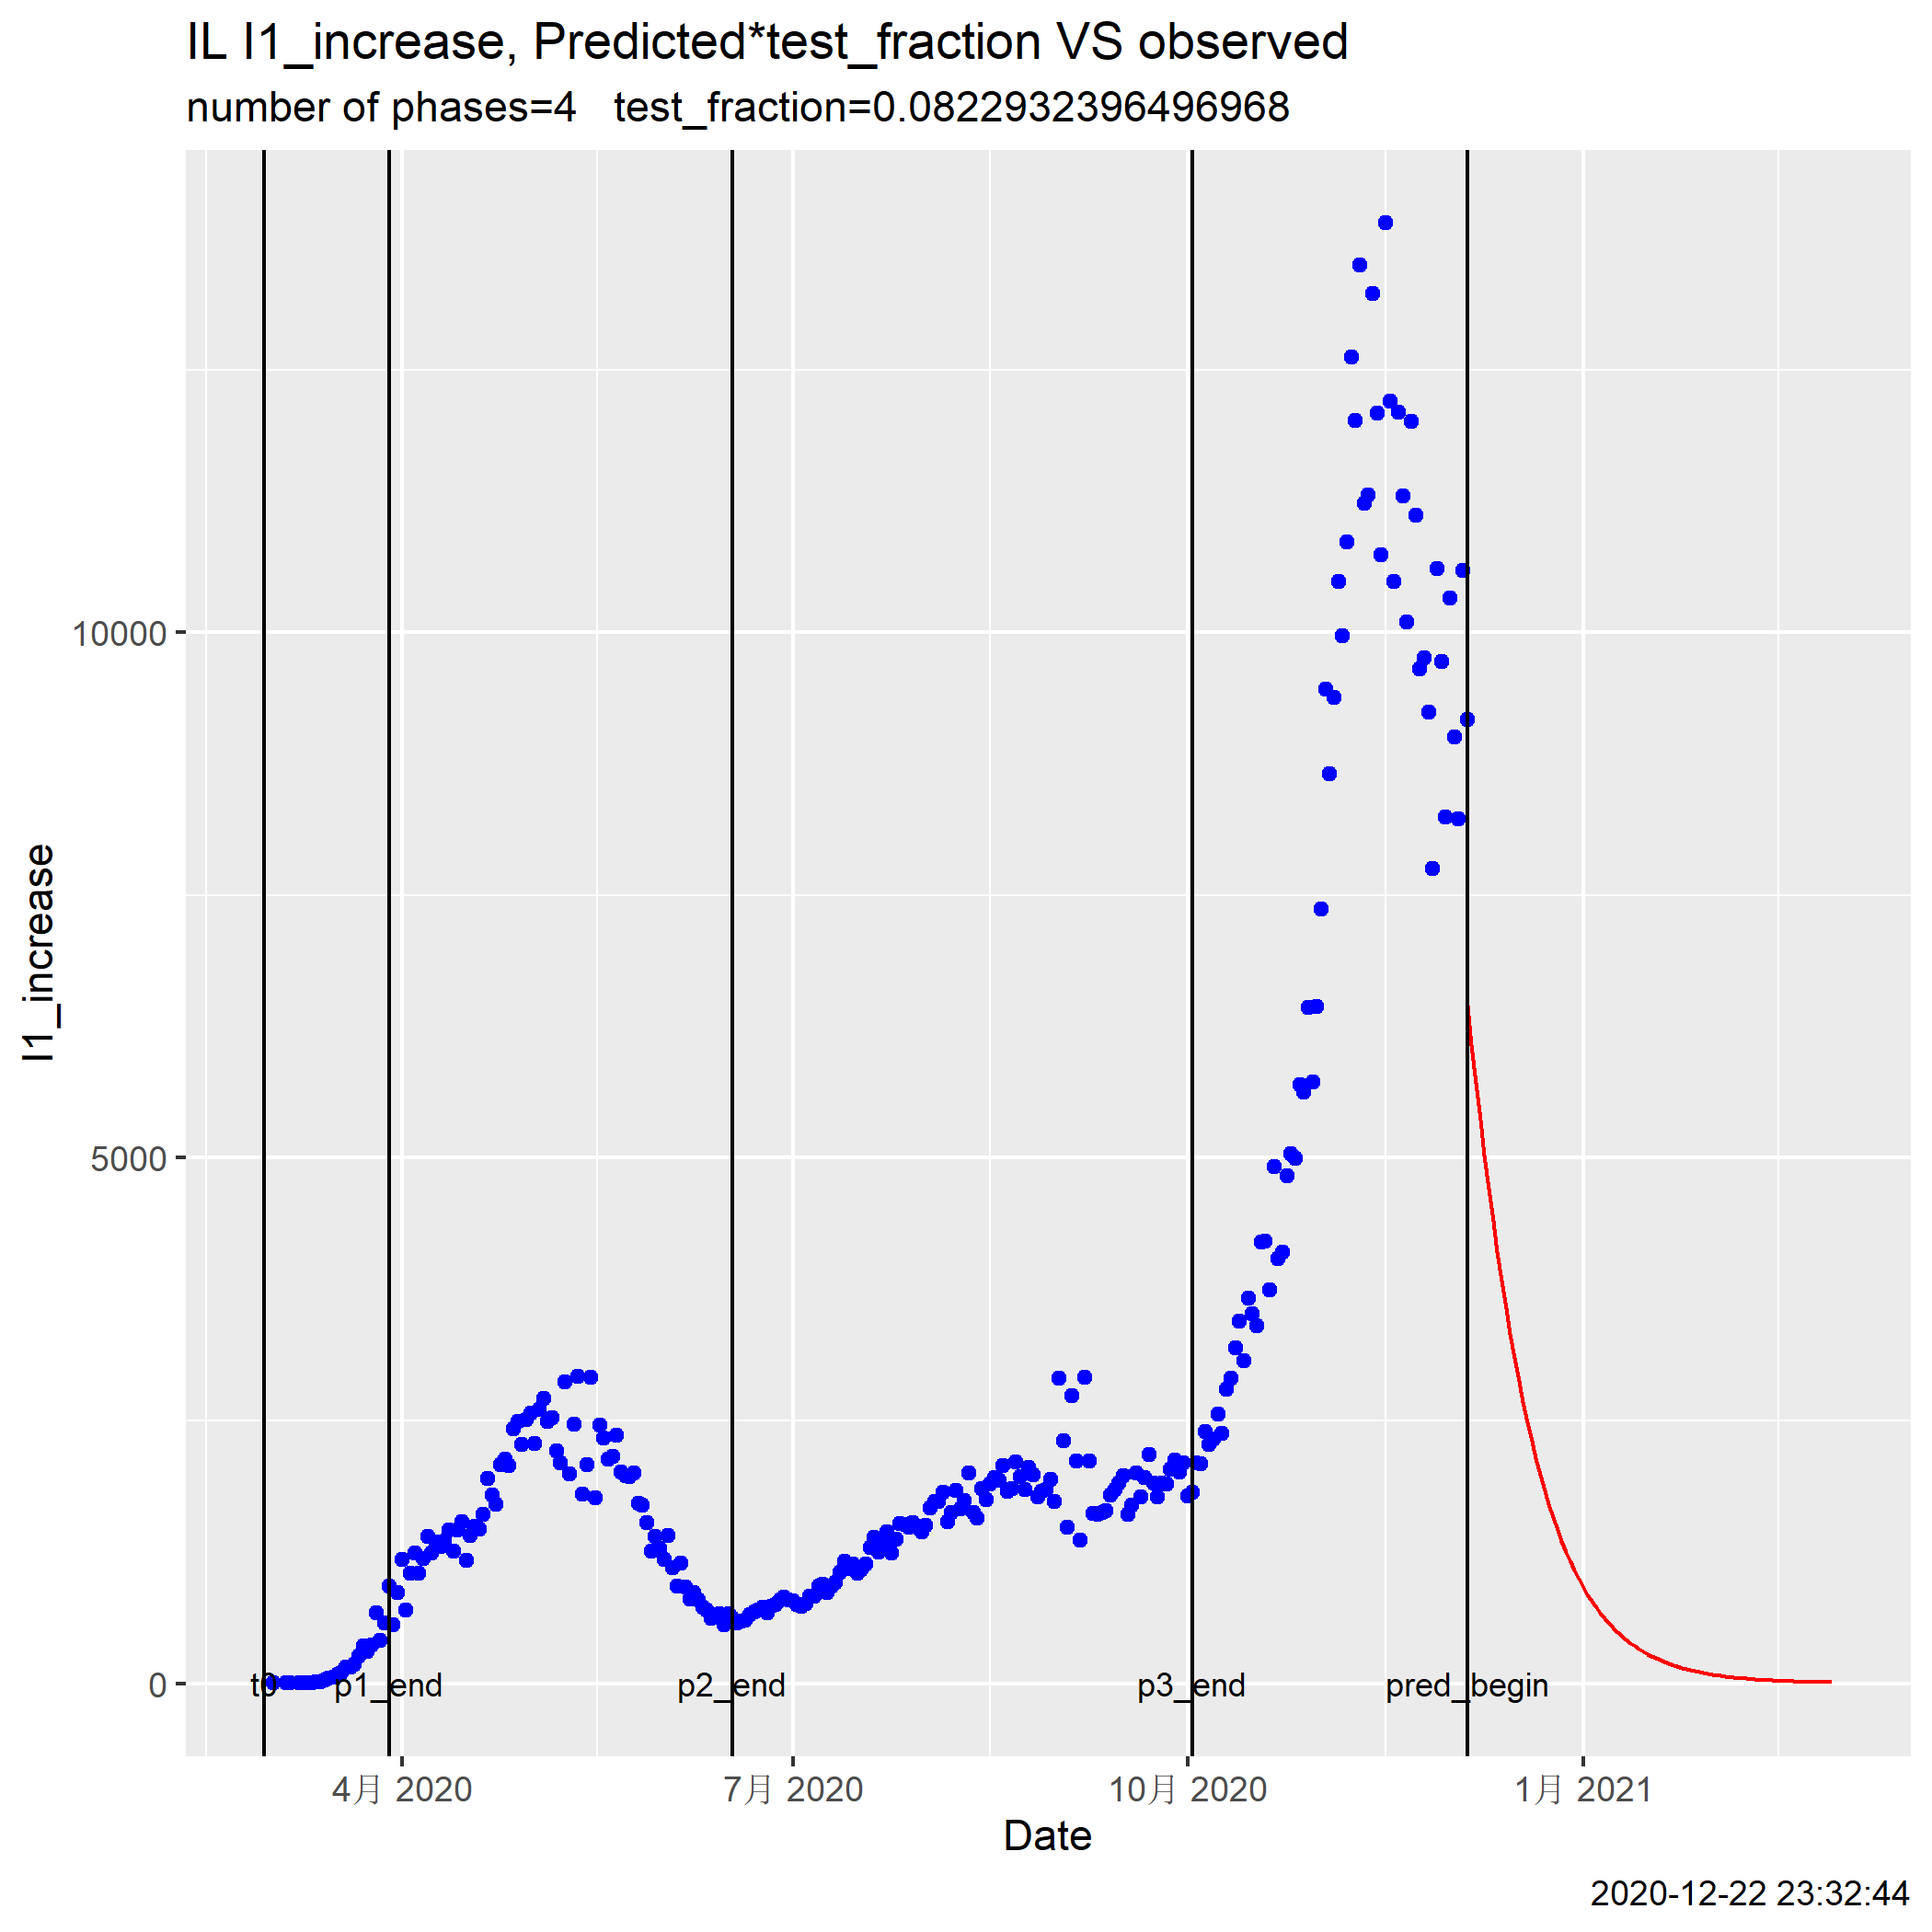 IL I1_increase, Predicted*test_fraction VS observed
number of phases=4   test_fraction=0.0822932396496968
I1_increase
10000
5000
0
t0 p1_end p2_end p3_end pred_begin
4月 2020 7月 2020 10月 2020 1月 2021
Date
2020-12-22 23:32:44